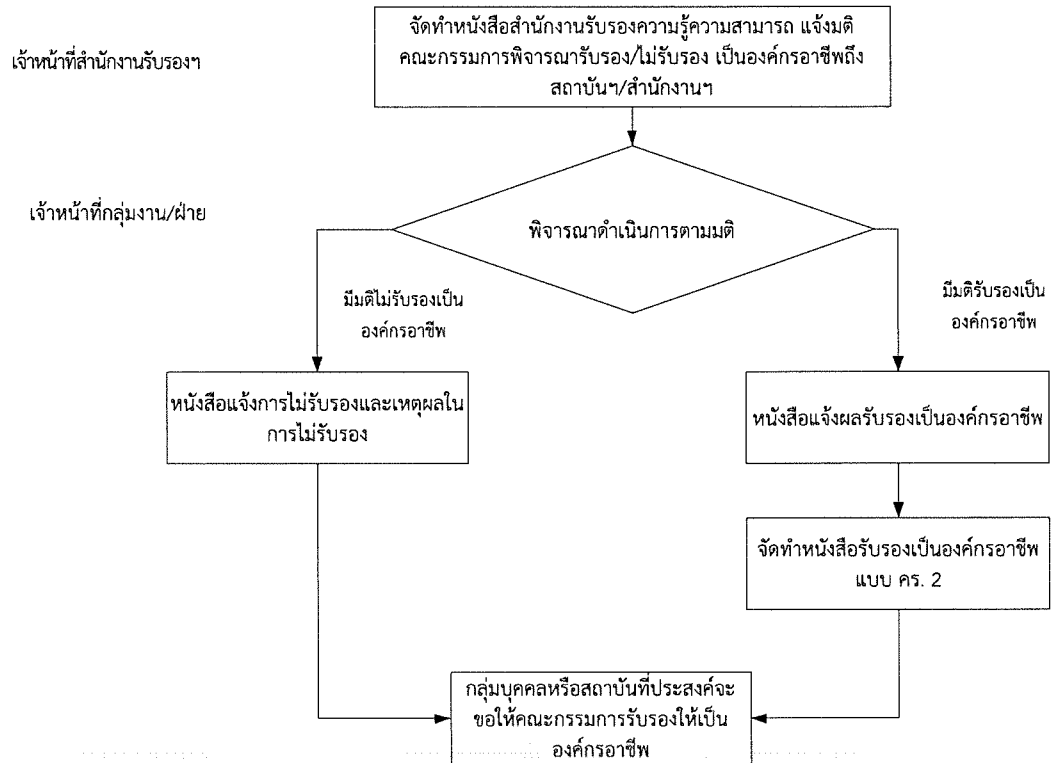 จัดทำหนังสือสำนักงานรับรองความรู้ความสามารถ แจ้งมติ
คณะกรรมการพิจารณารับรอง/ไม่รับรอง เป็นองค์กรอาชีพถึง
สถาบันฯ/สำนักงานฯ
เจ้าหน้าที่สำนักงานรับรองฯ
เจ้าหน้าที่กลุ่มงาน/ฝ่าย
พิจารณาดำเนินการตามมติ
มีมติไม่รับรองเป็น
องค์กรอาชีพ
มีมติรับรองเป็น
องค์กรอาชีพ
หนังสือแจ้งการไม่รับรองและเหตุผลใน
การไม่รับรอง
หนังสือแจ้งผลรับรองเป็นองค์กรอาชีพ
จัดทำหนังสือรับรองเป็นองค์กรอาชีพ
แบบ คร. 2
กลุ่มบุคคลหรือสถาบันที่ประสงค์จะ
ขอให้คณะกรรมการรับรองให้เป็น
องค์กรอาชีพ